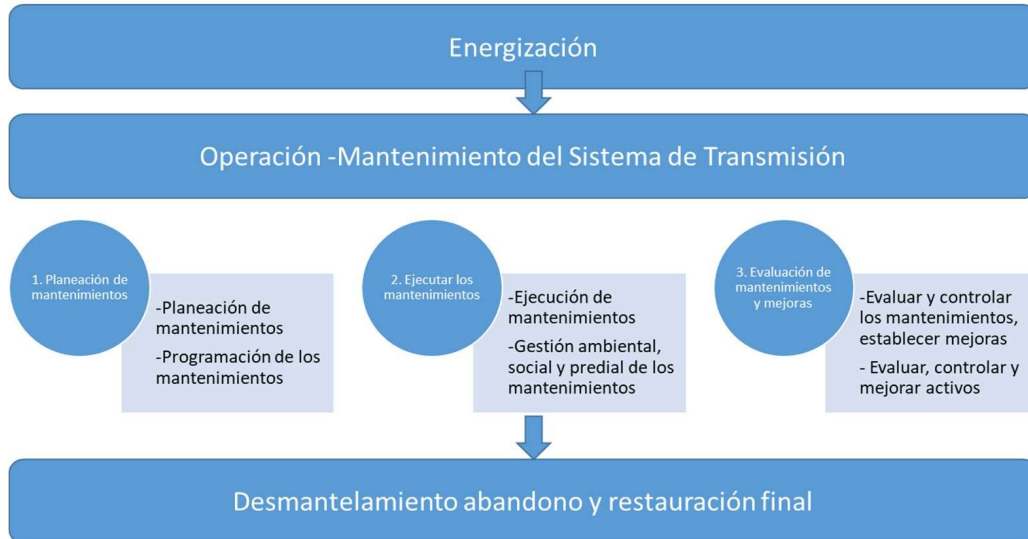 Energización
Operación -Mantenimiento del Sistema de Transmisión
1. Planeación de
mantenimientos
-Planeación de
mantenimientos
-Programación de los
mantenimientos
2. Ejecutar los
mantenimientos
-Ejecución de
mantenimientos
-Gestión ambiental,
social y predial de los
mantenimientos
3. Evaluación de
mantenimientos
y mejoras
-Evaluar y controlar
los mantenimientos,
establecer mejoras
- Evaluar, controlar y
mejorar activos
Desmantelamiento abandono y restauración final